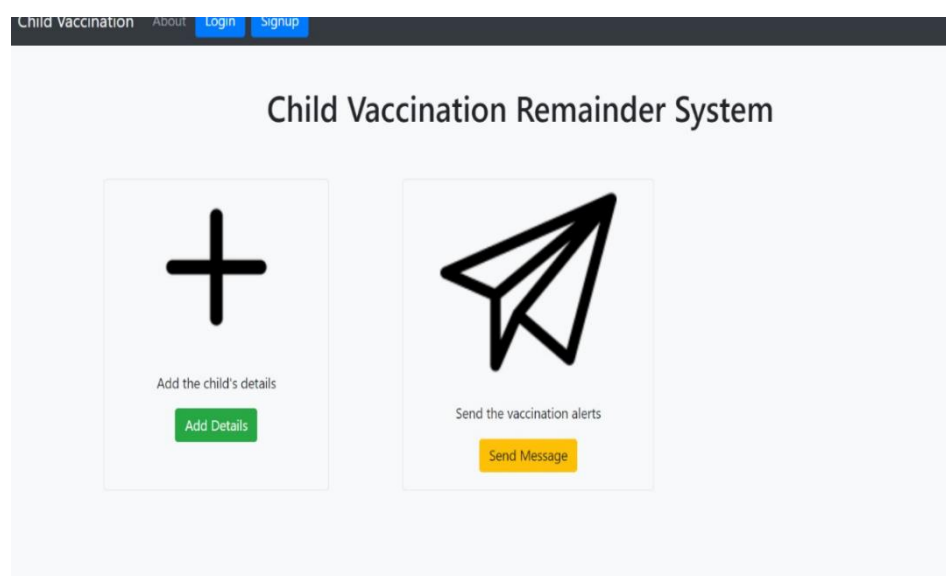 Child Vaccination About Login Signup
Child Vaccination Remainder System
Add the child's details
Add Details
Send the vaccination alerts
Send Message